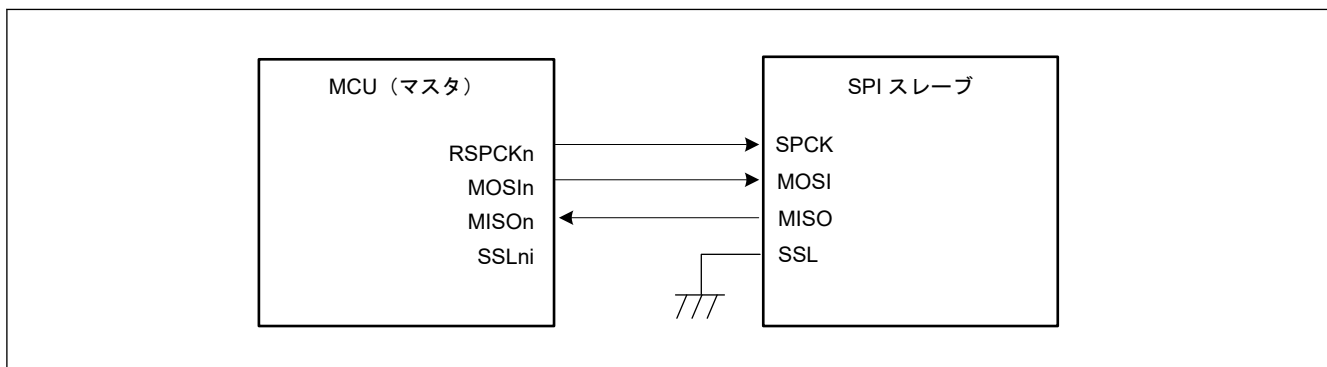 MCU（マスタ）
RSPCKn
MOSIn
MISOn
SSLni
SPI スレーブ
SPCK
MOSI
MISO
SSL